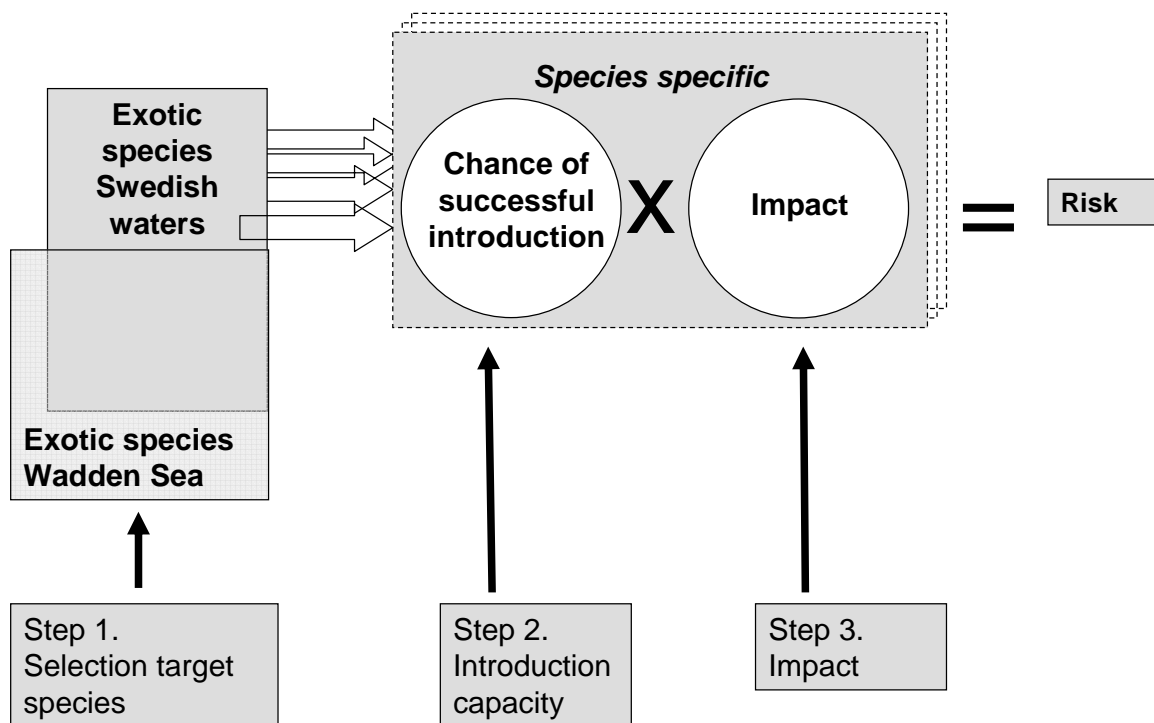 Species specific
Exotic
species
Swedish
waters
Chance of
successful
introduction
X
Impact
=
Risk
Exotic species
Wadden Sea
Step 1.
Selection target
species
Step 2.
Introduction
capacity
Step 3.
Impact